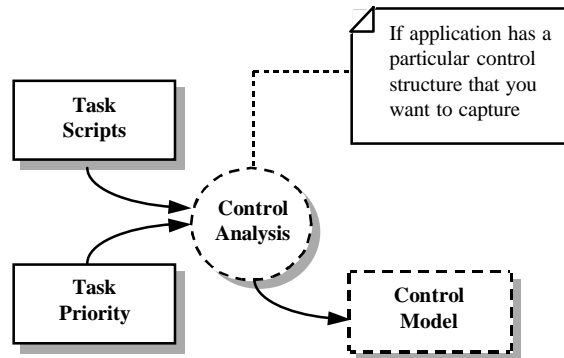 If application has a
particular control
structure that you
want to capture
Task
Scripts
Control
Analysis
Task
Priority
Control
Model